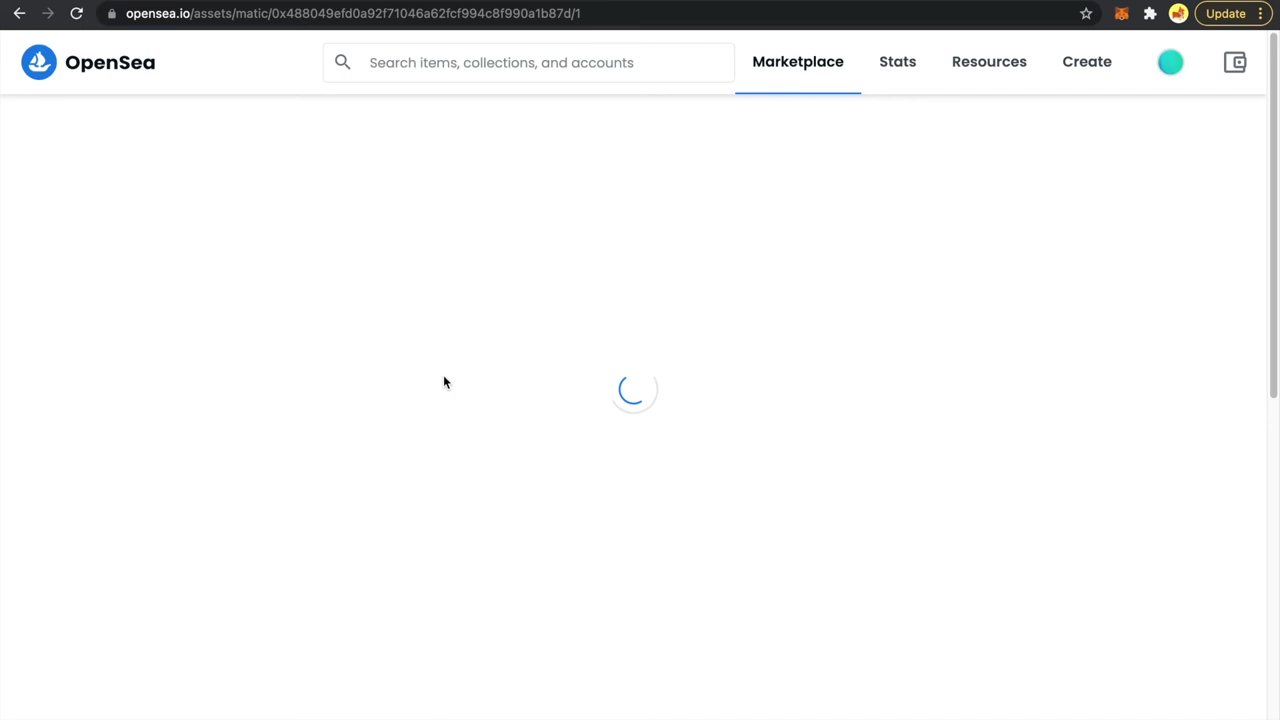 opensea.io/assets/matic/0x488049efd0a92f71046a62fcf994c8f990a1b87d/1
Update
OpenSea
Search items, collections, and accounts
Marketplace
Stats
Resources
Create